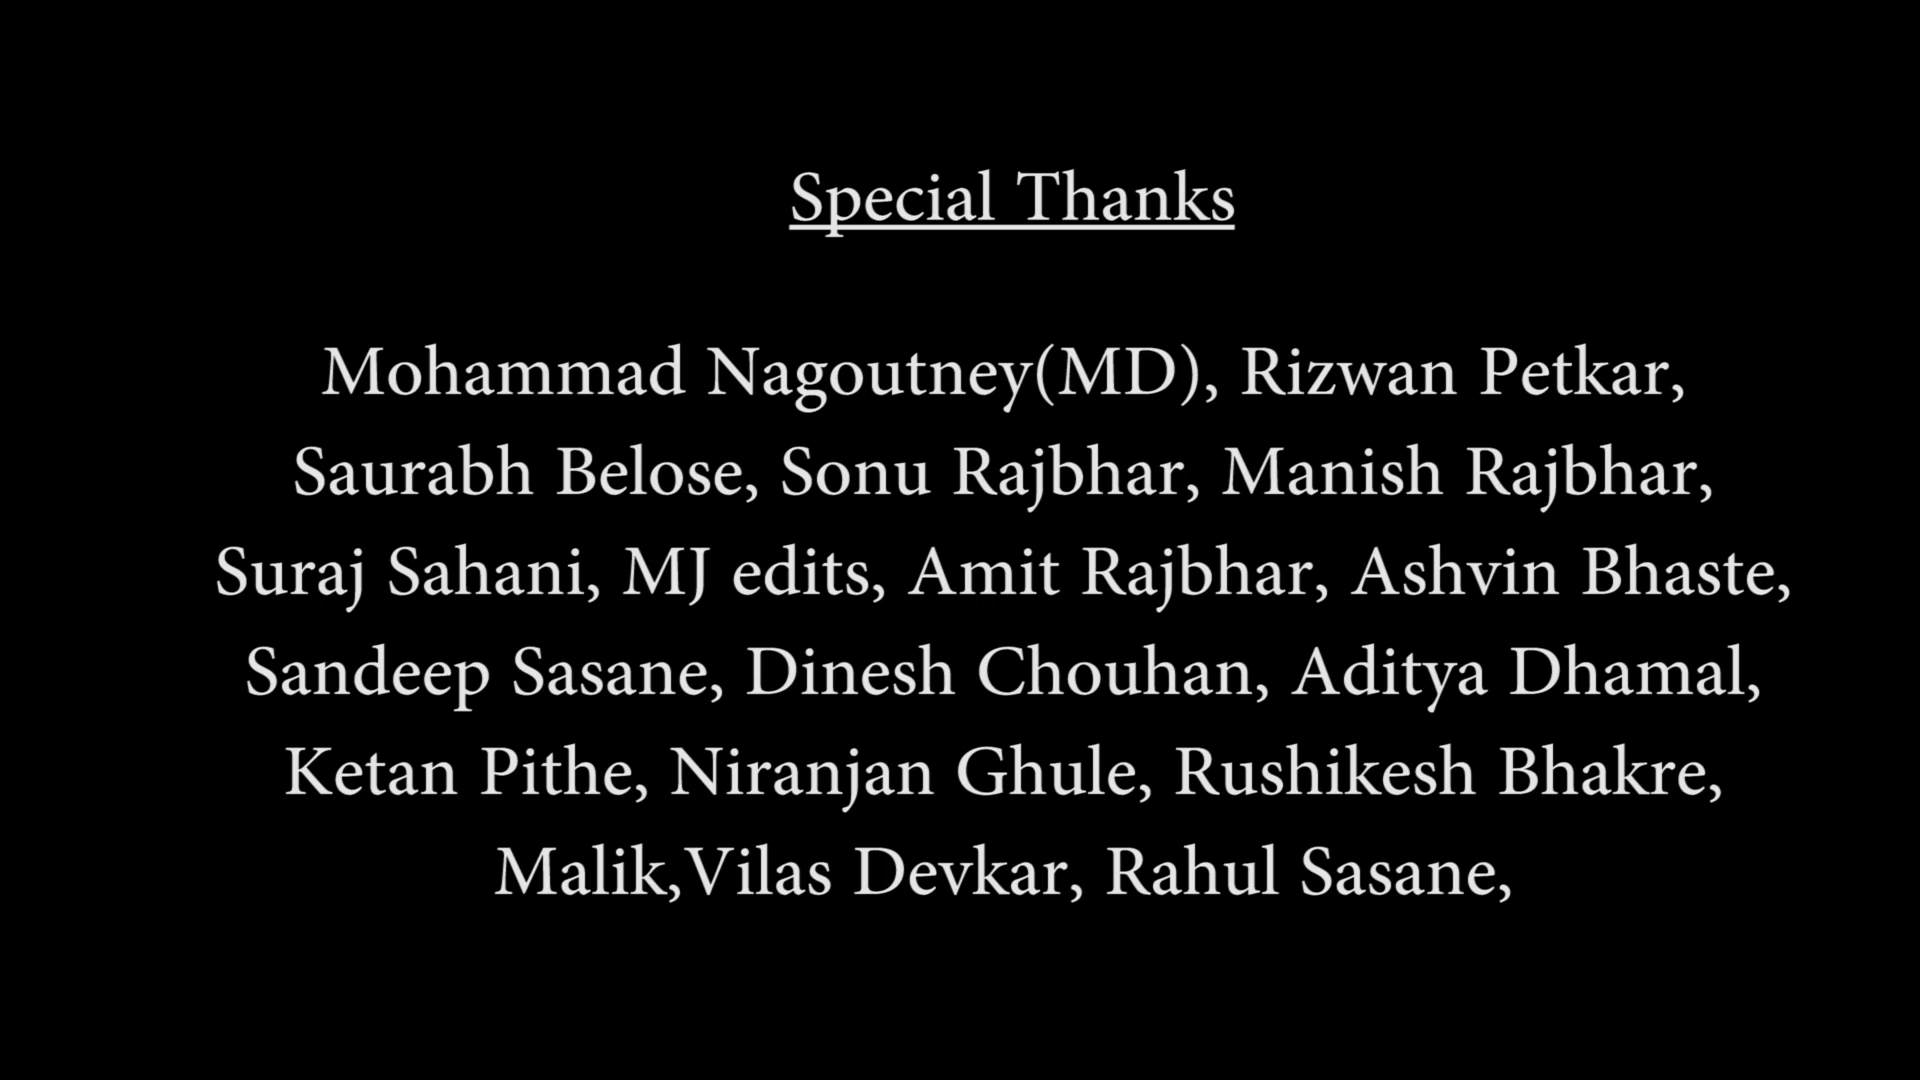 Special Thanks
Mohammad Nagoutney(MD), Rizwan Petkar,
Saurabh Belose, Sonu Rajbhar, Manish Rajbhar,
Suraj Sahani, MJ edits, Amit Rajbhar, Ashvin Bhaste,
Sandeep Sasane, Dinesh Chouhan, Aditya Dhamal,
Ketan Pithe, Niranjan Ghule, Rushikesh Bhakre,
Malik,Vilas Devkar, Rahul Sasane,